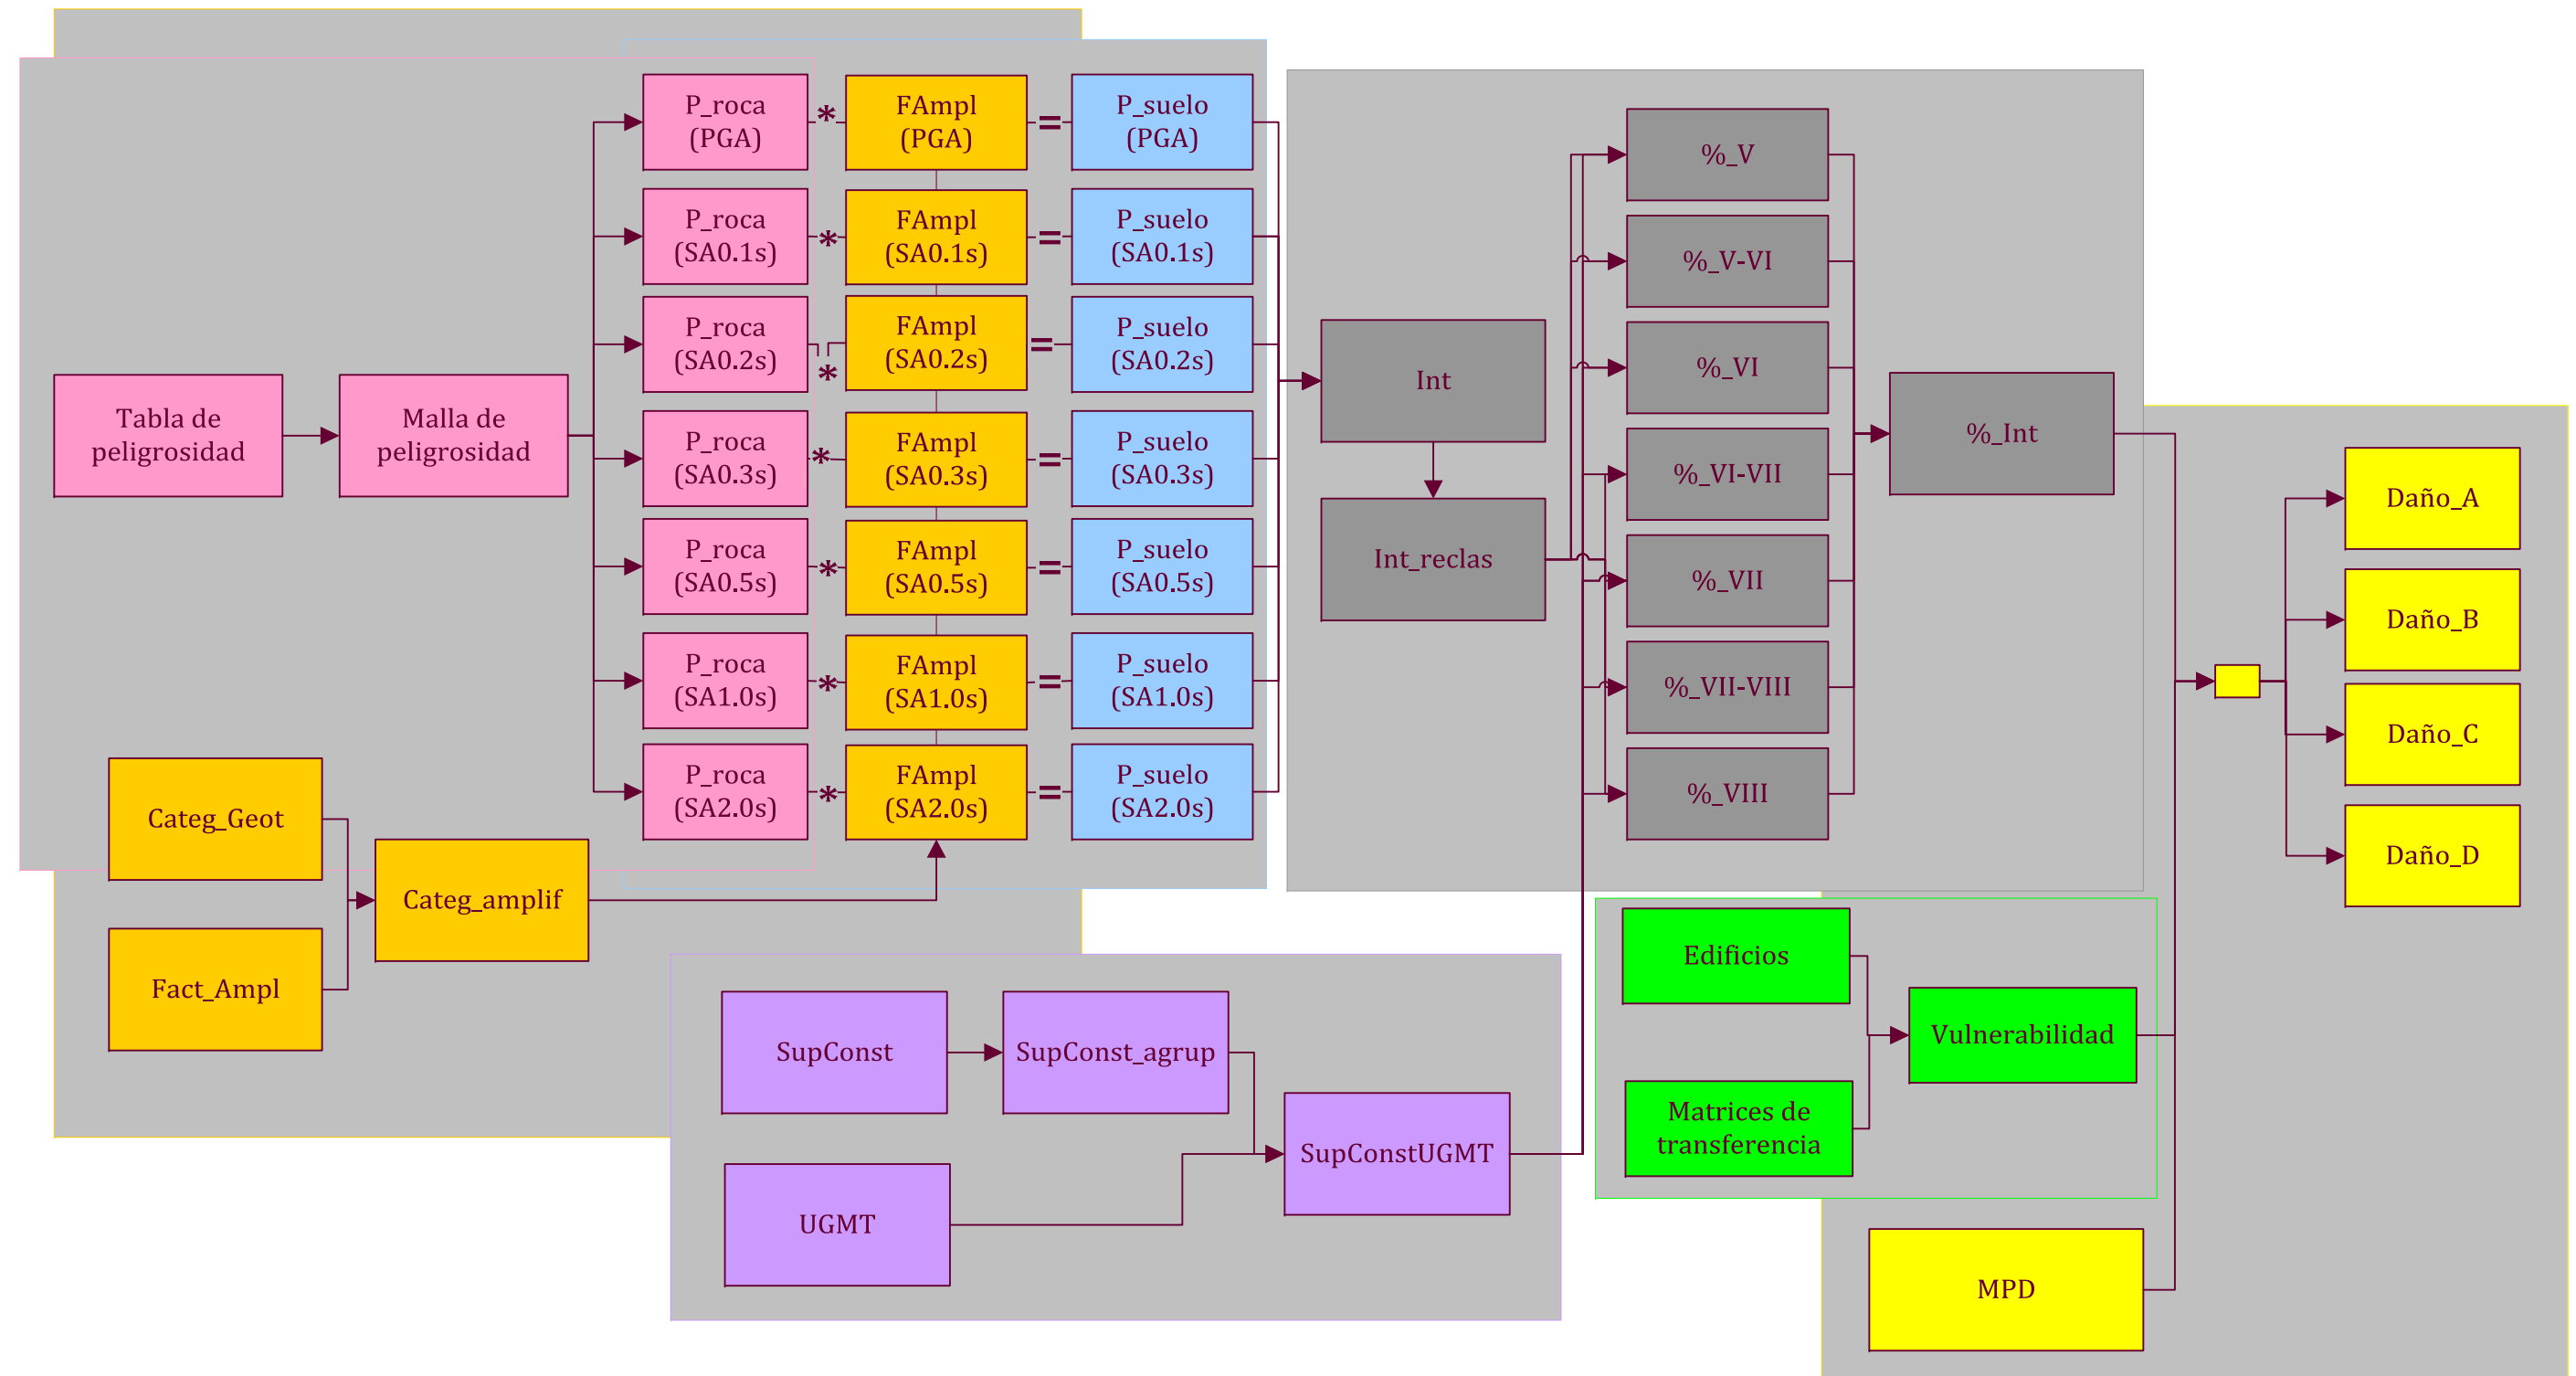 P_roca
(PGA)
*
FAmpl
(PGA)
=
P_suelo
(PGA)
P_roca
(SA0.1s)
*
FAmpl
(SA0.1s)
=
P_suelo
(SA0.1s)
P_roca
(SA0.2s)
*
FAmpl
(SA0.2s)
=
P_suelo
(SA0.2s)
Tabla de
peligrosidad
Malla de
peligrosidad
P_roca
(SA0.3s)
*
FAmpl
(SA0.3s)
=
P_suelo
(SA0.3s)
P_roca
(SA0.5s)
*
FAmpl
(SA0.5s)
=
P_suelo
(SA0.5s)
P_roca
(SA1.0s)
*
FAmpl
(SA1.0s)
=
P_suelo
(SA1.0s)
P_roca
(SA2.0s)
*
FAmpl
(SA2.0s)
=
P_suelo
(SA2.0s)
Categ_Geot
Categ_amplif
Fact_Ampl
Int
Int_reclas
%_V
%_V-VI
%_VI
%_VI-VII
%_VII
%_VII-VIII
%_VIII
%_Int
Daño_A
Daño_B
Daño_C
Daño_D
SupConst
SupConst_agrup
SupConstUGMT
UGMT
Edificios
Vulnerabilidad
Matrices de
transferencia
MPD